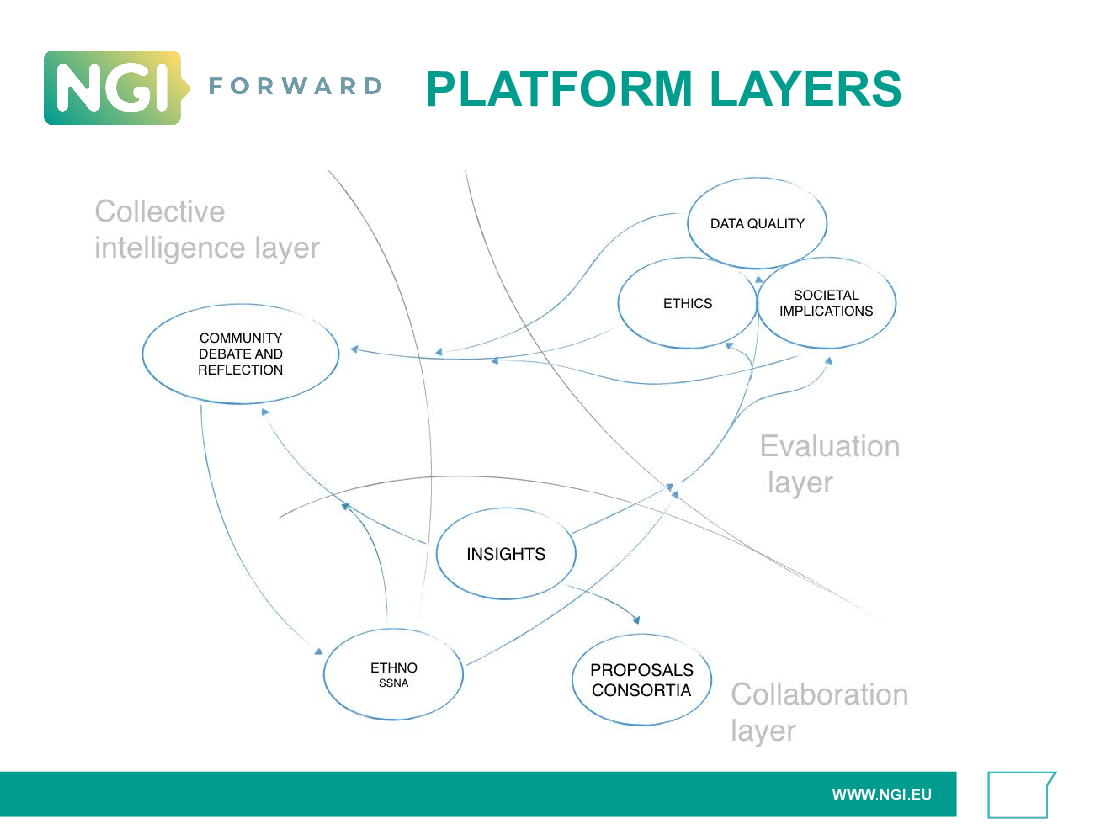 NGI FORWARD PLATFORM LAYERS
Collective
intelligence layer
DATA QUALITY
ETHICS
SOCIETAL
IMPLICATIONS
COMMUNITY
DEBATE AND
REFLECTION
Evaluation
layer
INSIGHTS
ETHNO
SSNA
PROPOSALS
CONSORTIA
Collaboration
layer
WWW.NGI.EU